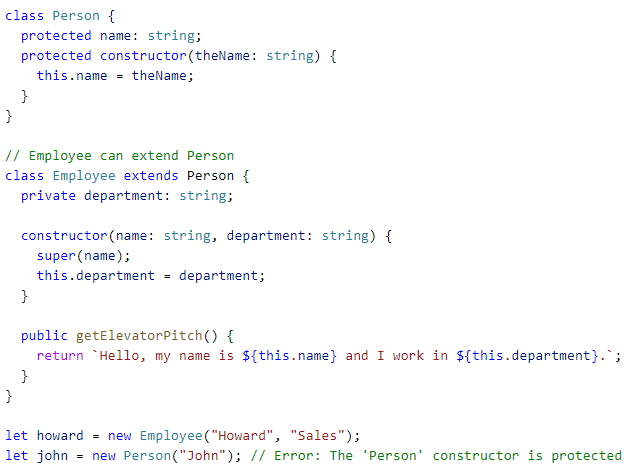 class Person {
  protected name: string;
  protected constructor(theName: string) {
    this.name = theName;
  }
}

// Employee can extend Person
class Employee extends Person {
  private department: string;

  constructor(name: string, department: string) {
    super(name);
    this.department = department;
  }

  public getElevatorPitch() {
    return `Hello, my name is ${this.name} and I work in ${this.department}.`;
  }
}

let howard = new Employee("Howard", "Sales");
let john = new Person("John"); // Error: The 'Person' constructor is protected